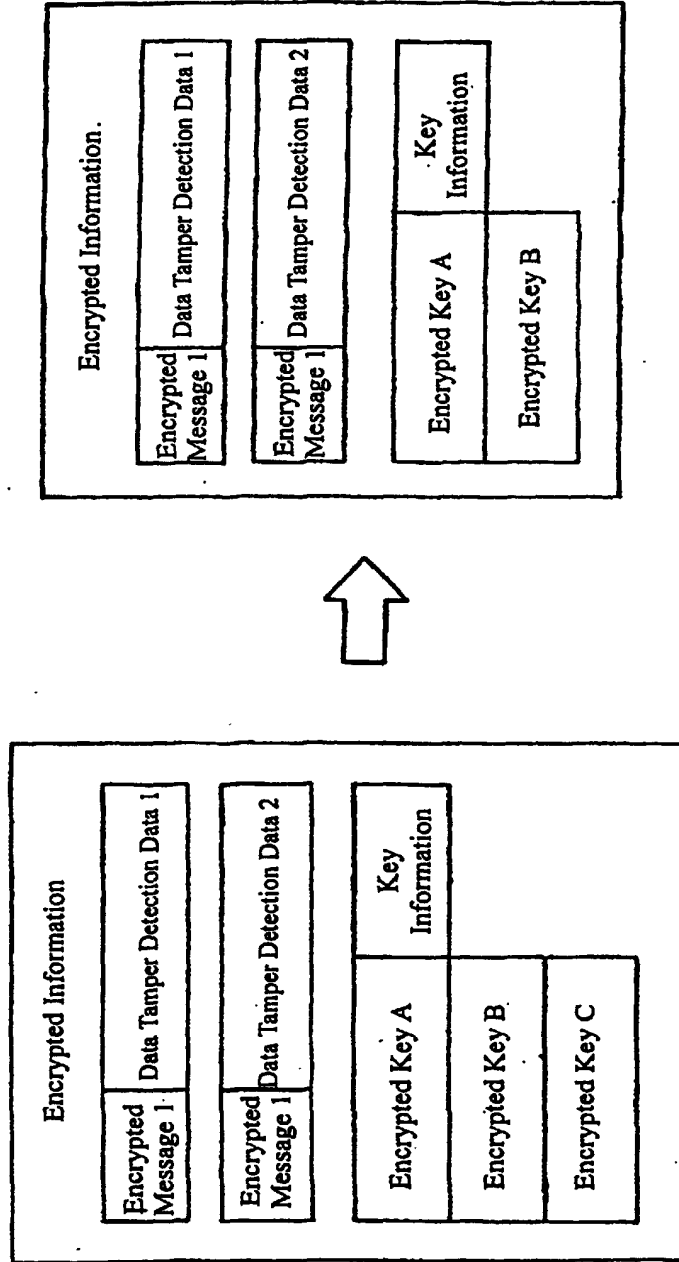 Encrypted Information
Encrypted
Message 1
Data Tamper Detection Data 1
Encrypted
Message 1
Data Tamper Detection Data 2
Encrypted Key A
Key
Information
Encrypted Key B
Encrypted Key C
Encrypted Information.
Encrypted
Message 1
Data Tamper Detection Data 1
Encrypted
Message 1
Data Tamper Detection Data 2
Encrypted Key A
Key
Information
Encrypted Key B